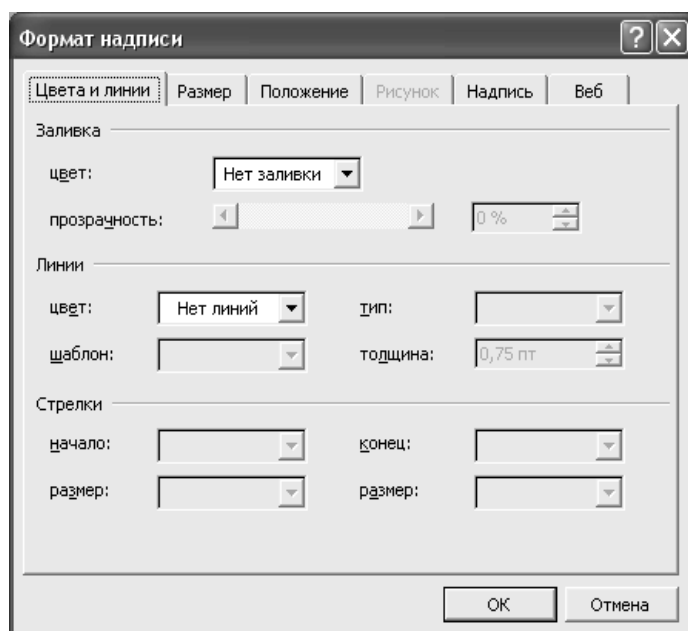 Формат надписи
Цвета и линии Размер Положение Рисунок Надпись Веб
Заливка
цвет: Нет заливки
прозрачность: 0 %
Линии
цвет: Нет линий тип:
шаблон: толщина: 0,75 пт
Стрелки
начало: конец:
размер: размер:
ОК Отмена